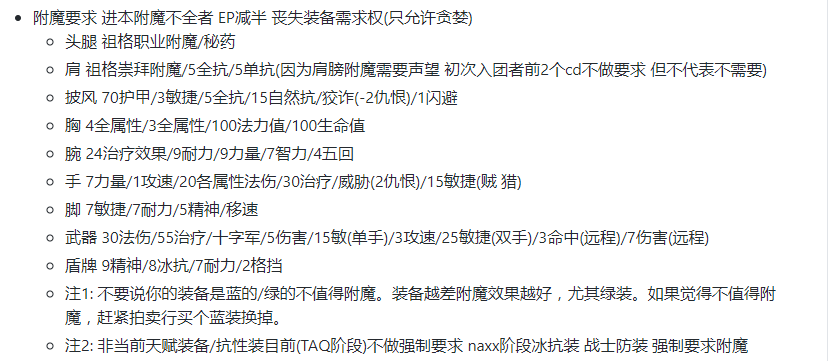 附魔要求 进本附魔不全者 EP减半 丧失装备需求权(只允许贪婪)
头腿 祖格职业附魔/秘药
肩 祖格崇拜附魔/5全抗/5单抗(因为肩膀附魔需要声望 初次入团者前2个cd不做要求 但不代表不需要)
披风 70护甲/3敏捷/5全抗/15自然抗/狡诈(-2仇恨)/1闪避
胸 4全属性/3全属性/100法力值/100生命值
腕 24治疗效果/9耐力/9力量/7智力/4五回
手 7力量/1攻速/20各属性法伤/30治疗/威胁(2仇恨)/15敏捷(贼 猎)
脚 7敏捷/7耐力/5精神/移速
武器 30法伤/55治疗/十字军/5伤害/15敏(单手)/3攻速/25敏捷(双手)/3命中(远程)/7伤害(远程)
盾牌 9精神/8冰抗/7耐力/2格挡
注1: 不要说你的装备是蓝的/绿的不值得附魔。装备越差附魔效果越好，尤其绿装。如果觉得不值得附
魔，赶紧拍卖行买个蓝装换掉。
注2: 非当前天赋装备/抗性装目前(TAQ阶段)不做强制要求 naxx阶段冰抗装 战士防装 强制要求附魔